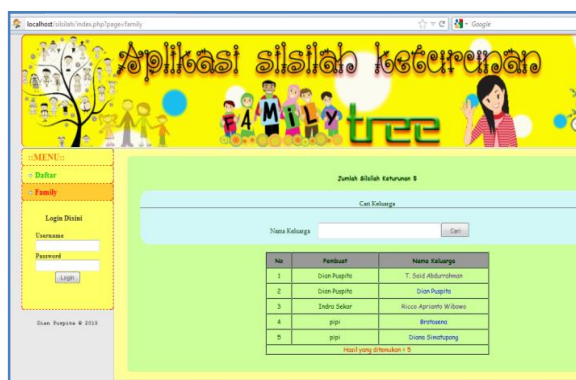 localhost/silsilah/index.php?page=family
Google
Aplikasi silsilah keturunan
FAMILY tree
::MENU::
Daftar
Family
Login Disini
Username
Password
Login
Dian Puspita © 2013
Jumlah Silsilah Keturunan 5
Cari Keluarga
Nama Keluarga
Cari
No Pembuat Nama Keluarga
1 Dian Puspita T. Said Abdurrahman
2 Dian Puspita Dian Puspita
3 Indra Sekar Ricco Aprianto Wibowo
4 pipi Bratasena
5 pipi Diana Simatupang
Hasil yang ditemukan = 5